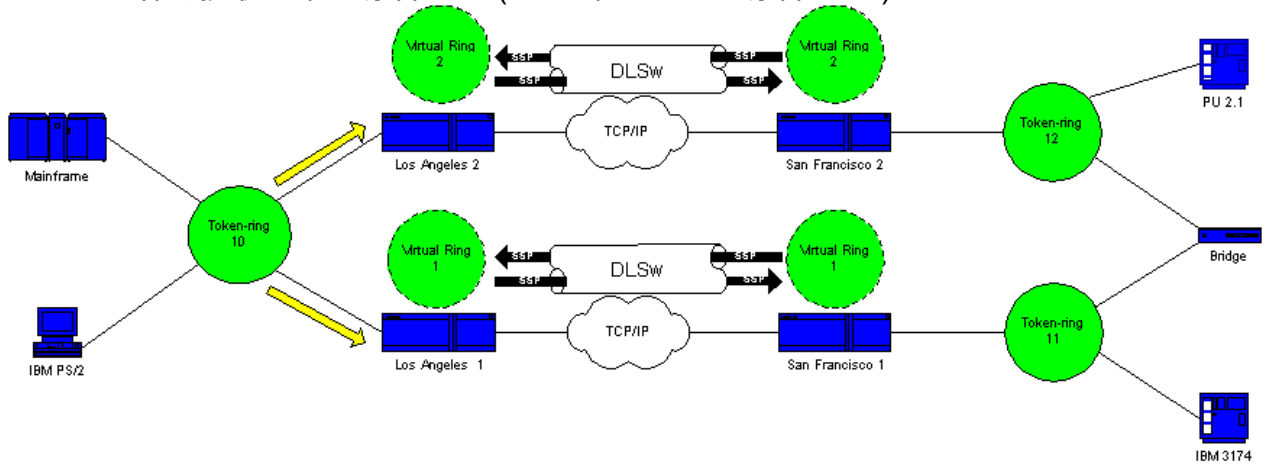 Virtual Ring
2
SSP
SSP
DLSw
SSP
SSP
Virtual Ring
2
PU 2.1
Mainframe
Los Angeles 2
TCP/IP
San Francisco 2
Token-ring
12
Token-ring
10
Virtual Ring
1
SSP
SSP
DLSw
SSP
SSP
Virtual Ring
1
Bridge
IBM PS/2
Los Angeles 1
TCP/IP
San Francisco 1
Token-ring
11
IBM 3174